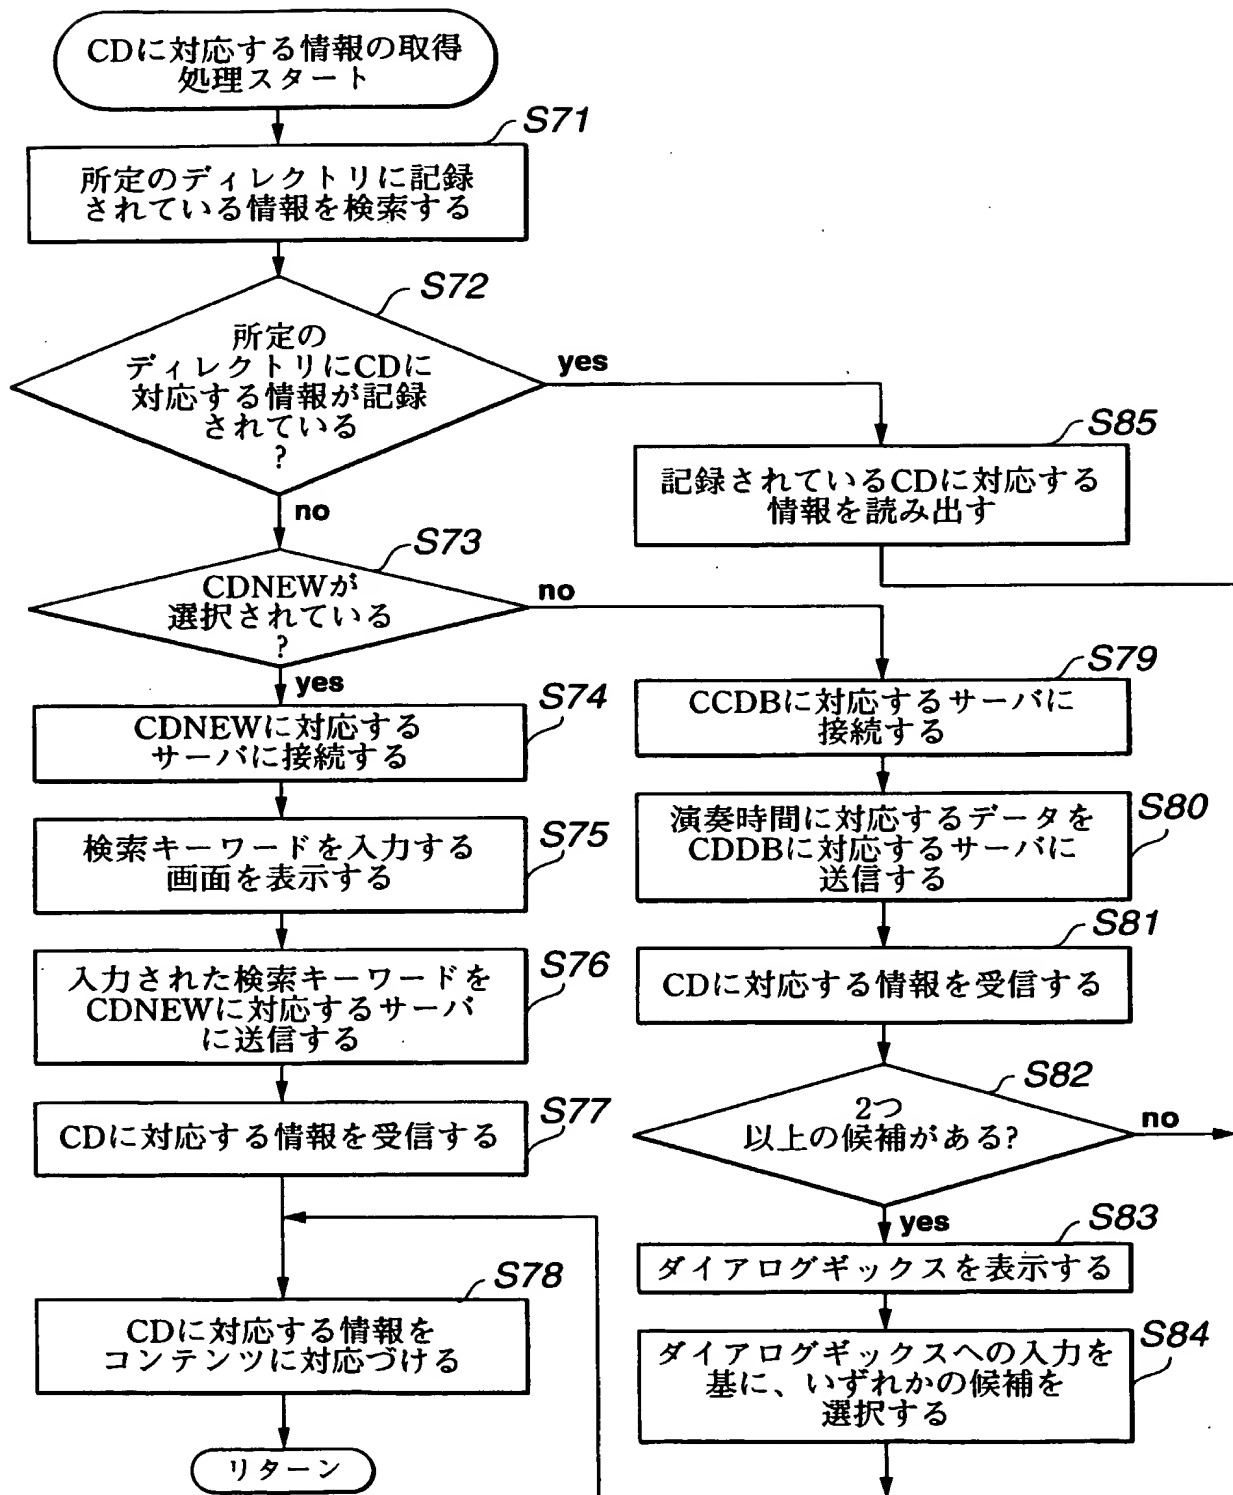 CDに対応する情報の取得
処理スタート
S71
所定のディレクトリに記録
されている情報を検索する
S72
所定の
ディレクトリにCDに
対応する情報が記録
されている
?
yes
no
S73
CDNEWが
選択されている
?
no
yes
S74
CDNEWに対応する
サーバに接続する
S75
検索キーワードを入力する
画面を表示する
S76
入力された検索キーワードを
CDNEWに対応するサーバ
に送信する
S77
CDに対応する情報を受信する
S78
CDに対応する情報を
コンテンツに対応づける
リターン
S85
記録されているCDに対応する
情報を読み出す
S79
CCDBに対応するサーバに
接続する
S80
演奏時間に対応するデータを
CDDBに対応するサーバに
送信する
S81
CDに対応する情報を受信する
S82
2つ
以上の候補がある?
no
yes
S83
ダイアログギックスを表示する
S84
ダイアログギックスへの入力を
基に、いずれかの候補を
選択する